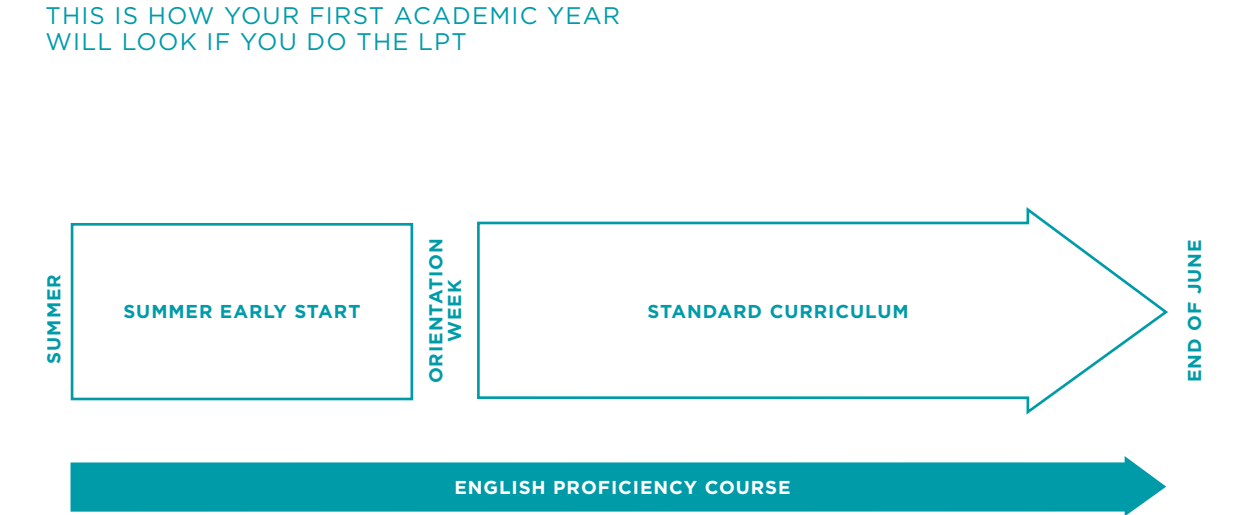 THIS IS HOW YOUR FIRST ACADEMIC YEAR
WILL LOOK IF YOU DO THE LPT
SUMMER
SUMMER EARLY START
ORIENTATION
WEEK
STANDARD CURRICULUM
END OF JUNE
ENGLISH PROFICIENCY COURSE